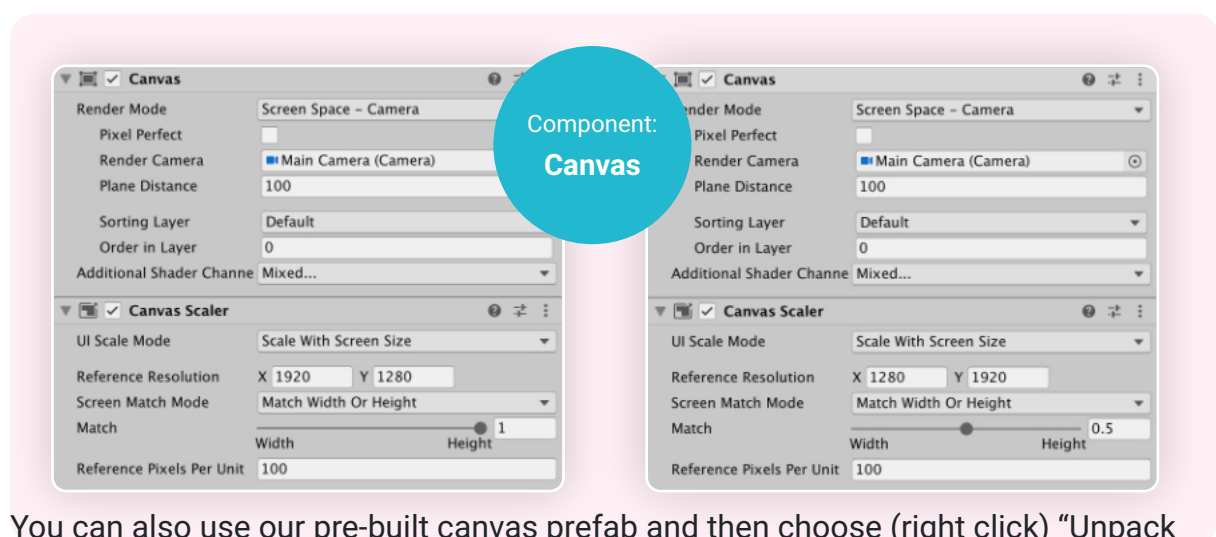 Canvas
Render Mode
Screen Space - Camera
Pixel Perfect
Render Camera
Main Camera (Camera)
Plane Distance
100
Sorting Layer
Default
Order in Layer
0
Additional Shader Channe
Mixed...
Canvas Scaler
UI Scale Mode
Scale With Screen Size
Reference Resolution
X 1920
Y 1280
Screen Match Mode
Match Width Or Height
Match
1
Width
Height
Reference Pixels Per Unit
100
Component:
Canvas
Canvas
ender Mode
Screen Space - Camera
Pixel Perfect
Render Camera
Main Camera (Camera)
Plane Distance
100
Sorting Layer
Default
Order in Layer
0
Additional Shader Channe
Mixed...
Canvas Scaler
UI Scale Mode
Scale With Screen Size
Reference Resolution
X 1280
Y 1920
Screen Match Mode
Match Width Or Height
Match
0.5
Width
Height
Reference Pixels Per Unit
100
You can also use our pre-built canvas prefab and then choose (right click) “Unpack